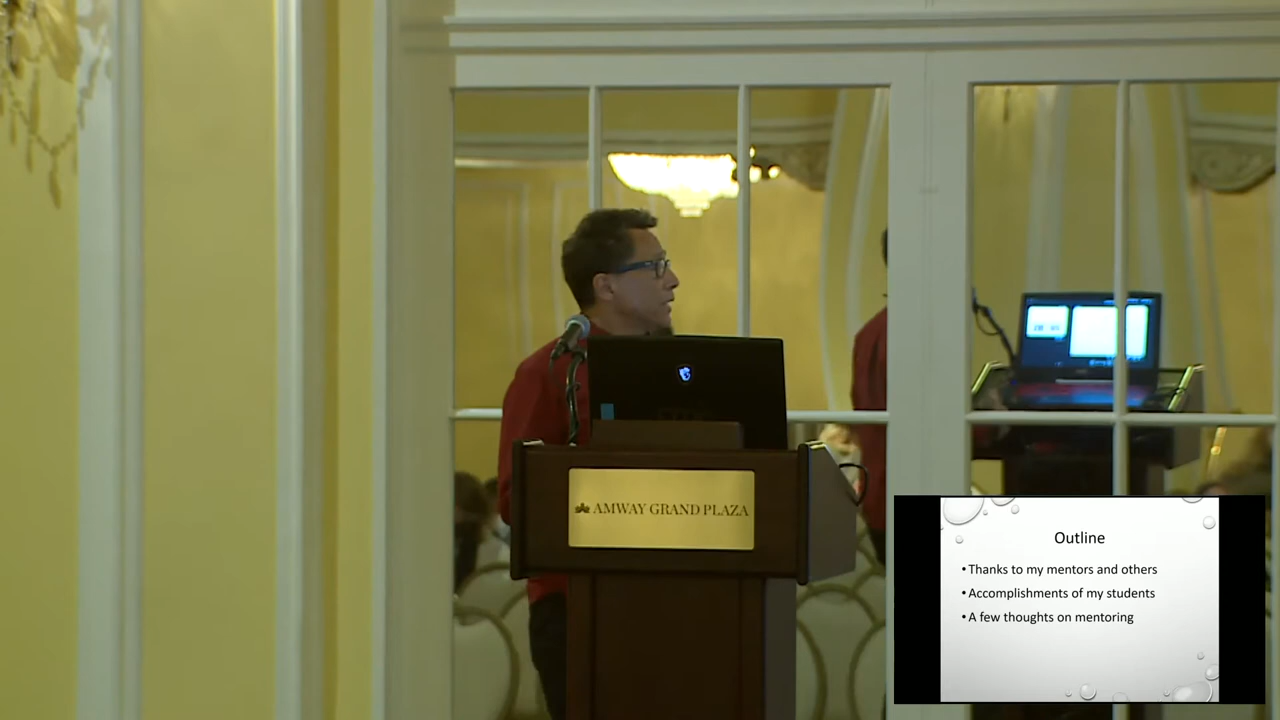 AMWAY GRAND PLAZA
Outline
• Thanks to my mentors and others
• Accomplishments of my students
• A few thoughts on mentoring